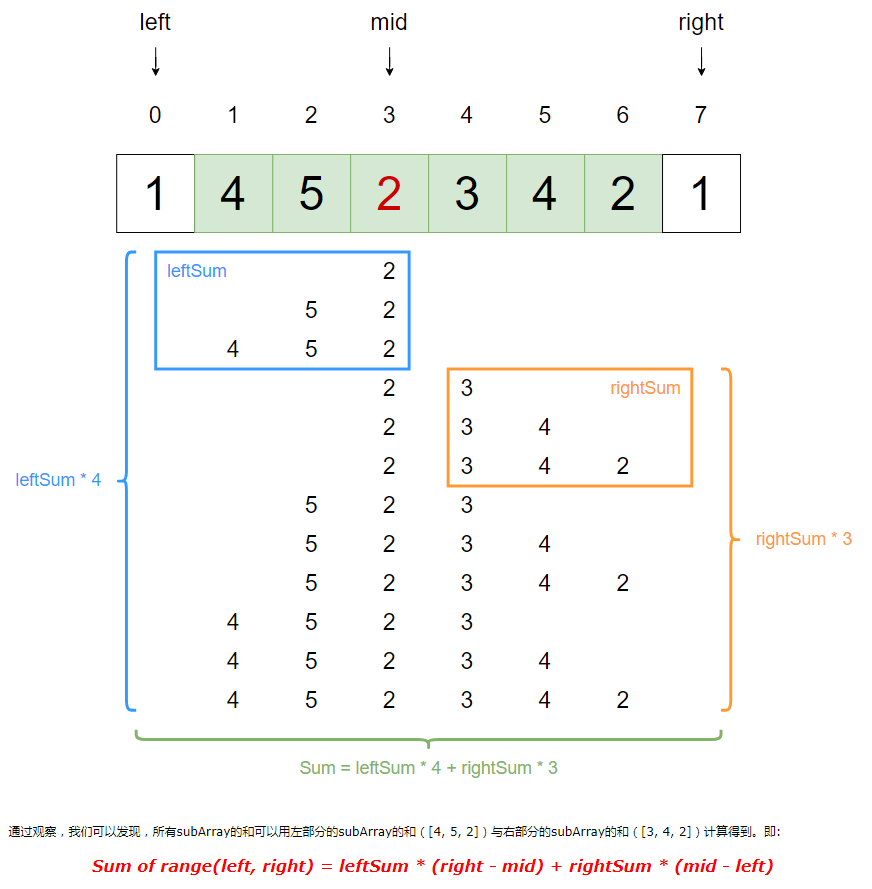 left mid right
0 1 2 3 4 5 6 7
1 4 5 2 3 4 2 1
leftSum 2
5 2
4 5 2
2 3 rightSum
2 3 4
2 3 4 2
leftSum * 4
5 2 3
5 2 3 4
rightSum * 3
5 2 3 4 2
4 5 2 3
4 5 2 3 4
4 5 2 3 4 2
Sum = leftSum * 4 + rightSum * 3
通过观察，我们可以发现，所有subArray的和可以用左部分的subArray的和（[4, 5, 2]）与右部分的subArray的和（[3, 4, 2]）计算得到。即:
Sum of range(left, right) = leftSum * (right - mid) + rightSum * (mid - left)